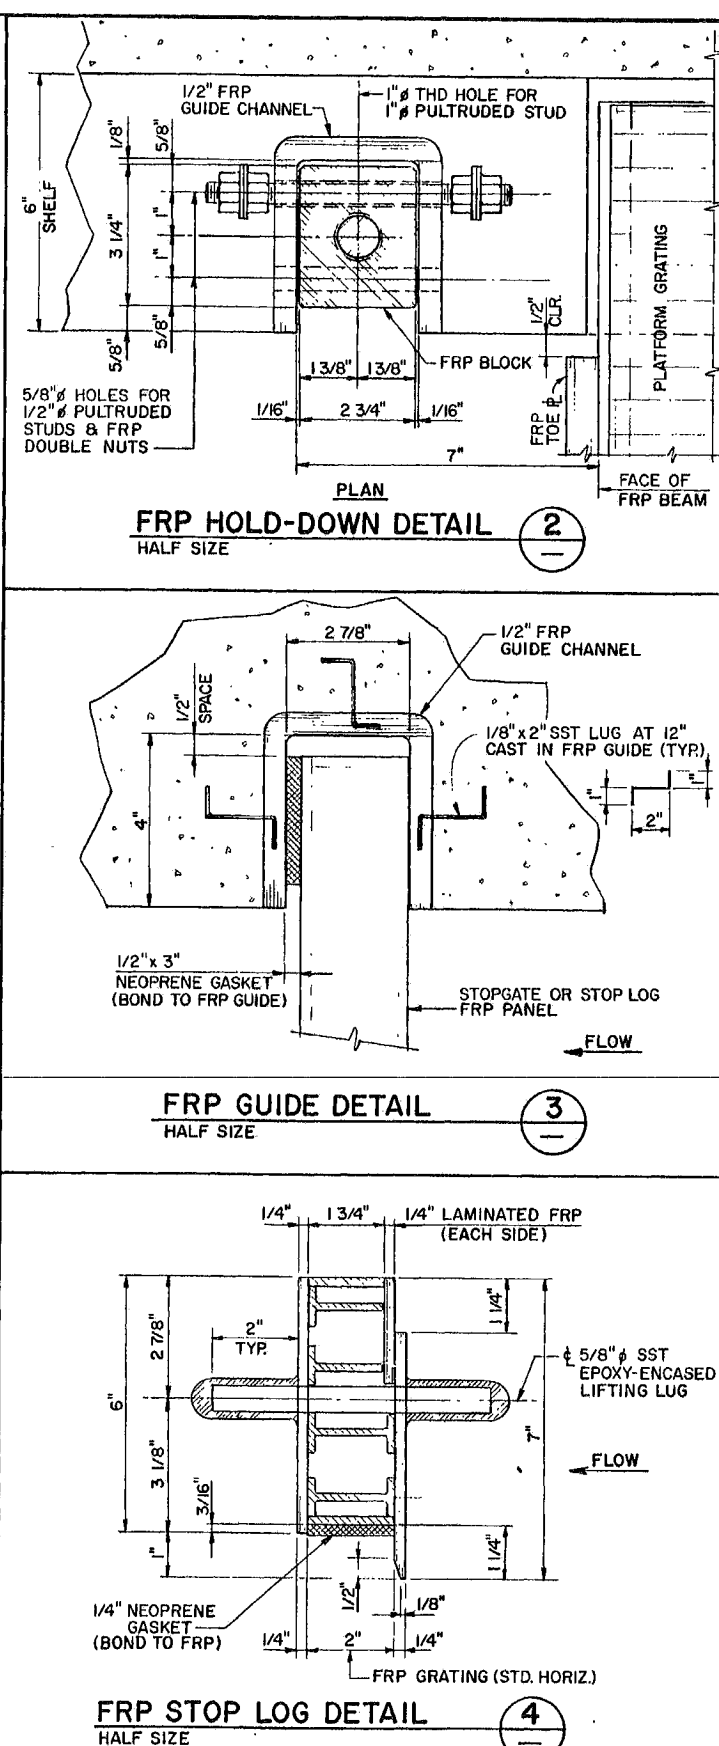 1/2" FRP
GUIDE CHANNEL
1"ø THD HOLE FOR
1"ø PULTRUDED STUD
1/8"
5/8"
6"
SHELF
3 1/4"
1"
1"
5/8"
5/8"
PLATFORM GRATING
1/2"
CLR.
FRP BLOCK
1 3/8"
1 3/8"
1/16"
2 3/4"
1/16"
FRP
TOE ℄
7"
5/8"ø HOLES FOR
1/2"ø PULTRUDED
STUDS & FRP
DOUBLE NUTS
FACE OF
FRP BEAM
PLAN
FRP HOLD-DOWN DETAIL
2
HALF SIZE
2 7/8"
1/2" FRP
GUIDE CHANNEL
1/2"
SPACE
1/8" x 2" SST LUG AT 12"
CAST IN FRP GUIDE (TYP.)
1"
1"
2"
4"
1/2" x 3"
NEOPRENE GASKET
(BOND TO FRP GUIDE)
STOPGATE OR STOP LOG
FRP PANEL
FLOW
FRP GUIDE DETAIL
3
HALF SIZE
1/4"
1 3/4"
1/4" LAMINATED FRP
(EACH SIDE)
2 7/8"
2"
TYP.
1 1/4"
℄ 5/8"ø SST
EPOXY-ENCASED
LIFTING LUG
6"
7"
3 1/8"
FLOW
3/16"
1"
1 1/4"
1/2"
1/8"
1/4" NEOPRENE
GASKET
(BOND TO FRP)
1/4"
2"
1/4"
FRP GRATING (STD. HORIZ.)
FRP STOP LOG DETAIL
4
HALF SIZE